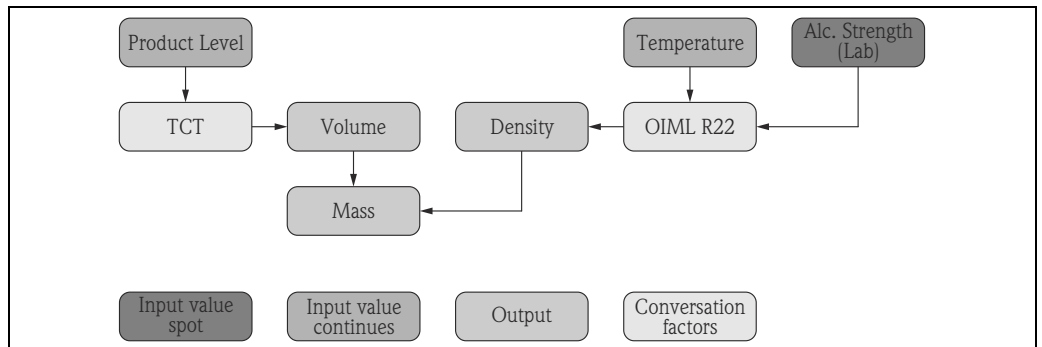 Product Level
Temperature
Alc. Strength
(Lab)
TCT
Volume
Density
OIML R22
Mass
Input value
spot
Input value
continues
Output
Conversation
factors